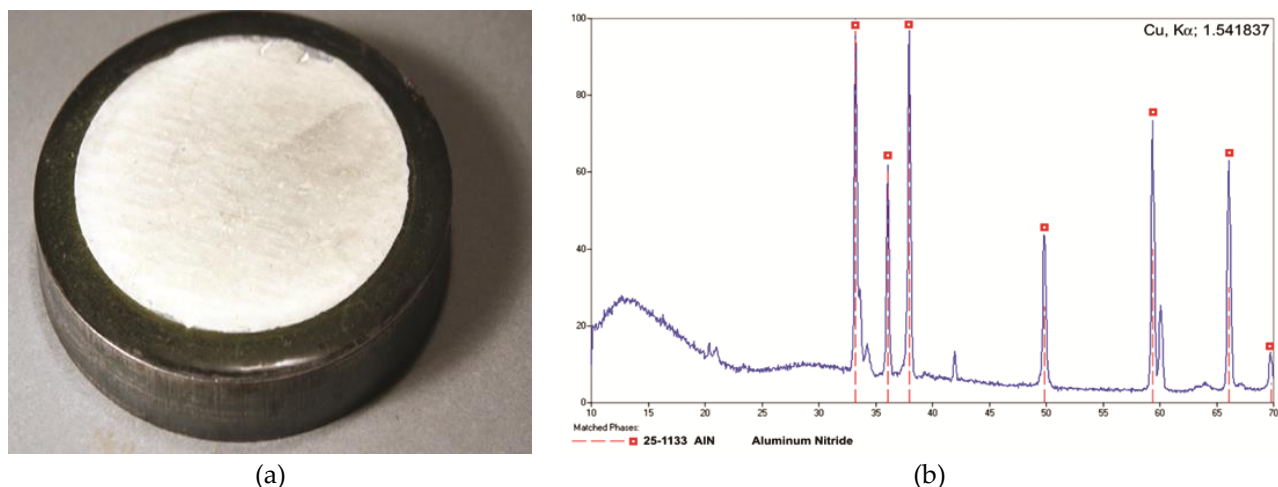 Cu, Kα; 1.541837
100
80
60
40
20
0
10 15 20 25 30 35 40 45 50 55 60 65 70
Matched Phases:
25-1133 AlN Aluminum Nitride
(a)
(b)